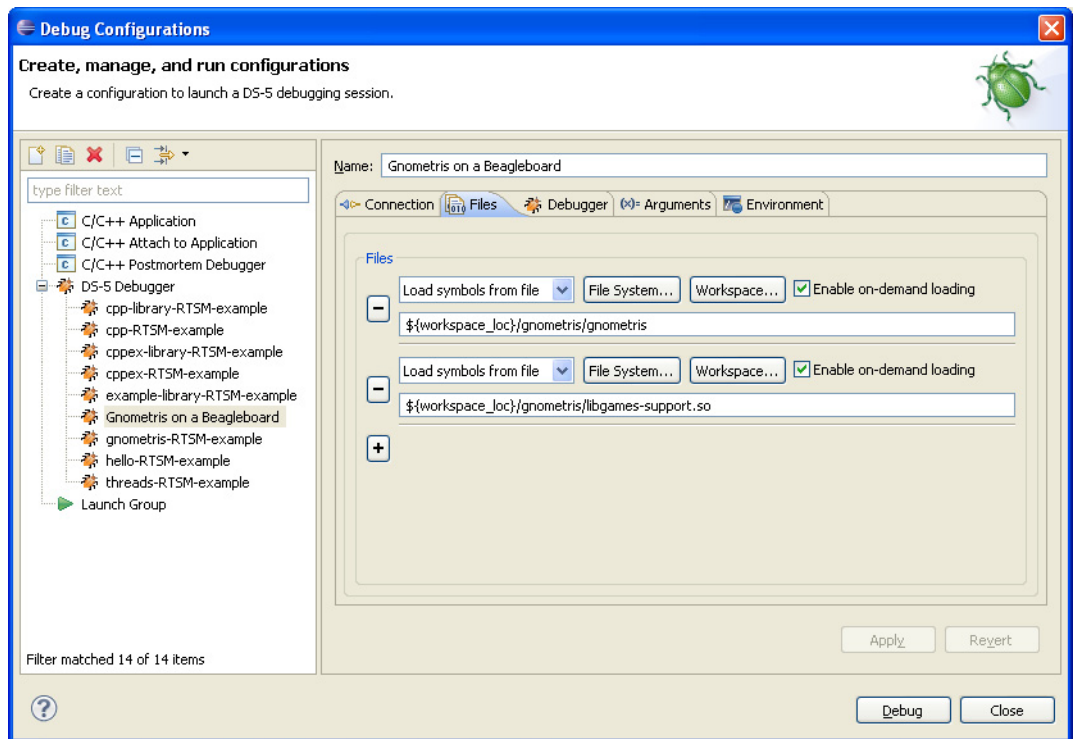 Debug Configurations
Create, manage, and run configurations
Create a configuration to launch a DS-5 debugging session.
type filter text
C/C++ Application
C/C++ Attach to Application
C/C++ Postmortem Debugger
DS-5 Debugger
cpp-library-RTSM-example
cpp-RTSM-example
cppex-library-RTSM-example
cppex-RTSM-example
example-library-RTSM-example
Gnometris on a Beagleboard
gnometris-RTSM-example
hello-RTSM-example
threads-RTSM-example
Launch Group
Filter matched 14 of 14 items
Name: Gnometris on a Beagleboard
Connection Files Debugger (x)= Arguments Environment
Files
Load symbols from file File System... Workspace... Enable on-demand loading
${workspace_loc}/gnometris/gnometris
Load symbols from file File System... Workspace... Enable on-demand loading
${workspace_loc}/gnometris/libgames-support.so
Apply Revert
Debug Close